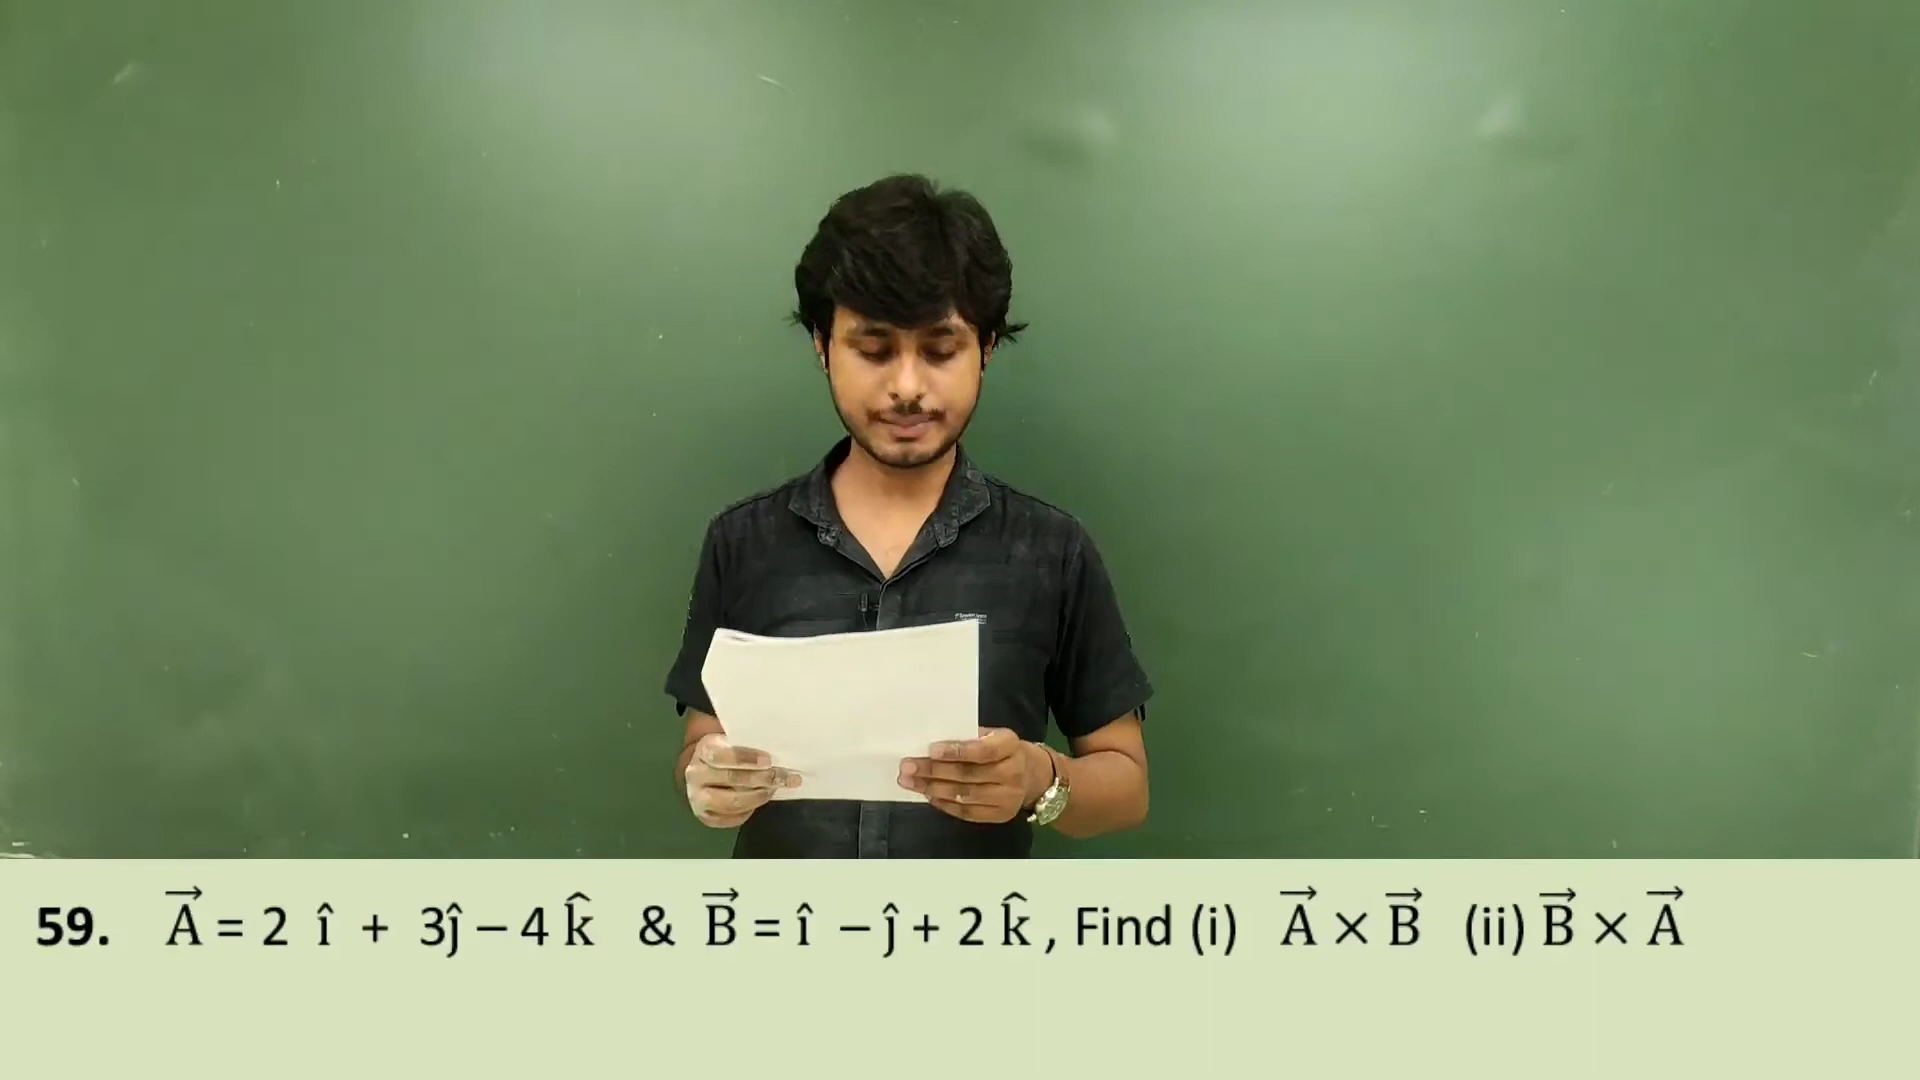 59. A⃗ = 2 î + 3ĵ – 4 k̂ & B⃗ = î – ĵ + 2 k̂ , Find (i) A⃗ × B⃗ (ii) B⃗ × A⃗